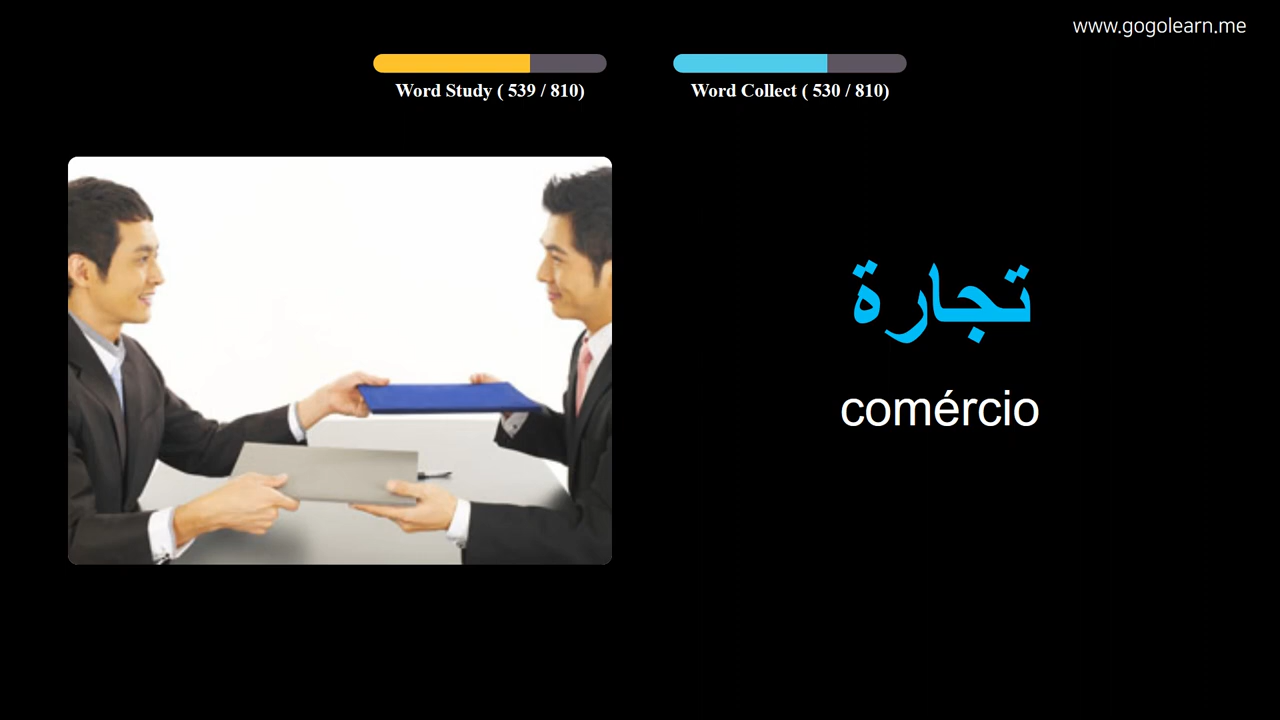 www.gogolearn.me
Word Study ( 539 / 810)
Word Collect ( 530 / 810)
تجارة
comércio